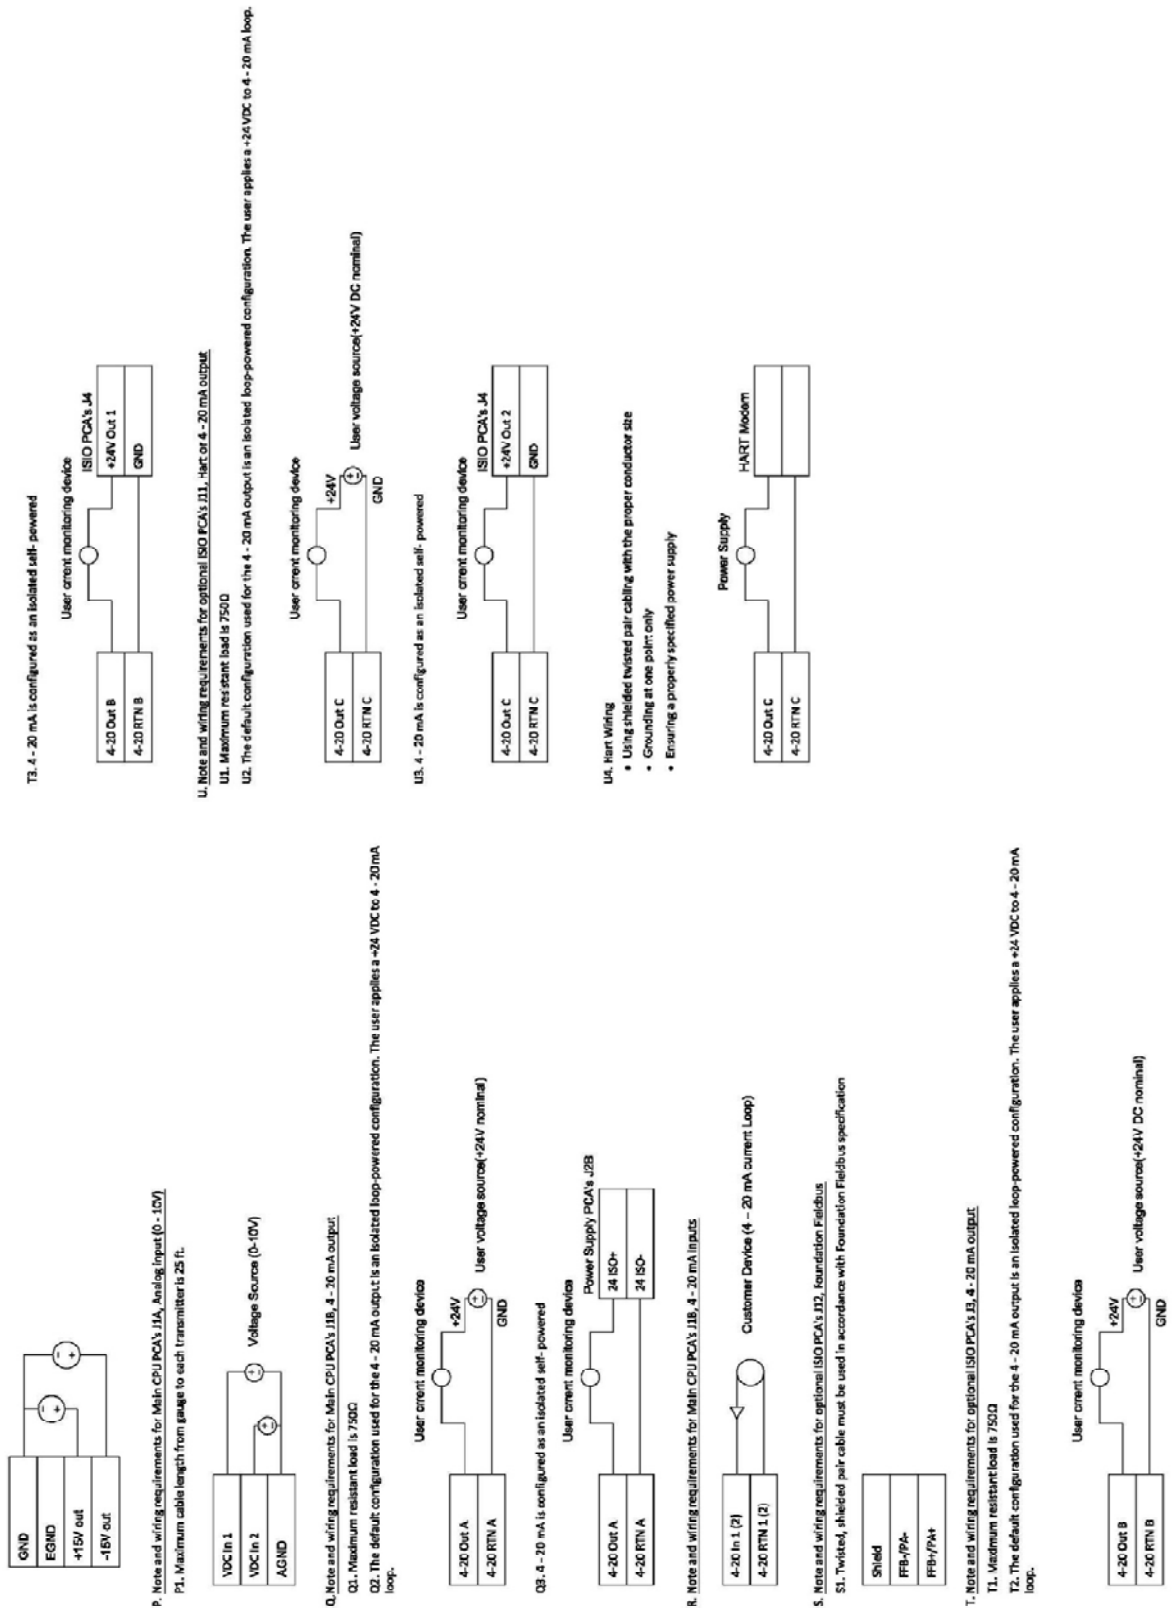 GND
EGND
+15V out
-15V out
P. Note and wiring requirements for Main CPU PCA's J1A, Analog Input (0 - 10V)
P1. Maximum cable length from gauge to each transmitter is 25 ft.
VDC In 1
VDC In 2
AGND
Voltage Source (0-10V)
Q. Note and wiring requirements for Main CPU PCA's J1B, 4 - 20 mA output
Q1. Maximum resistant load is 750Ω
Q2. The default configuration used for the 4 - 20 mA output is an isolated loop-powered configuration. The user applies a +24 VDC to 4 - 20 mA
loop.
User crrent monitoring device
4-20 Out A
4-20 RTN A
+24V
User voltage source(+24V nominal)
GND
Q3. 4 - 20 mA is configured as an isolated self- powered
User crrent monitoring device
Power Supply PCA's J2B
4-20 Out A
4-20 RTN A
24 ISO+
24 ISO-
R. Note and wiring requirements for Main CPU PCA's J1B, 4 - 20 mA inputs
4-20 In 1 (2)
4-20 RTN 1 (2)
Customer Device (4 – 20 mA current Loop)
S. Note and wiring requirements for optional ISIO PCA's J12, Foundation Fieldbus
S1. Twisted, shielded pair cable must be used in accordance with Foundation Fieldbus specification
Shield
FFB-/PA-
FFB+/PA+
T. Note and wiring requirements for optional ISIO PCA's J3, 4 - 20 mA output
T1. Maximum resistant load is 750Ω
T2. The default configuration used for the 4 - 20 mA output is an isolated loop-powered configuration. The user applies a +24 VDC to 4 - 20 mA
loop.
User crrent monitoring device
4-20 Out B
4-20 RTN B
+24V
User voltage source(+24V DC nominal)
GND
T3. 4 - 20 mA is configured as an isolated self- powered
User crrent monitoring device
ISIO PCA's J4
4-20 Out B
4-20 RTN B
+24V Out 1
GND
U. Note and wiring requirements for optional ISIO PCA's J11, Hart or 4 - 20 mA output
U1. Maximum resistant load is 750Ω
U2. The default configuration used for the 4 - 20 mA output is an isolated loop-powered configuration. The user applies a +24 VDC to 4 - 20 mA loop.
User crrent monitoring device
4-20 Out C
4-20 RTN C
+24V
User voltage source(+24V DC nominal)
GND
U3. 4 - 20 mA is configured as an isolated self- powered
User crrent monitoring device
ISIO PCA's J4
4-20 Out C
4-20 RTN C
+24V Out 2
GND
U4. Hart Wiring
• Using shielded twisted pair cabling with the proper conductor size
• Grounding at one point only
• Ensuring a properly specified power supply
Power Supply
HART Modem
4-20 Out C
4-20 RTN C